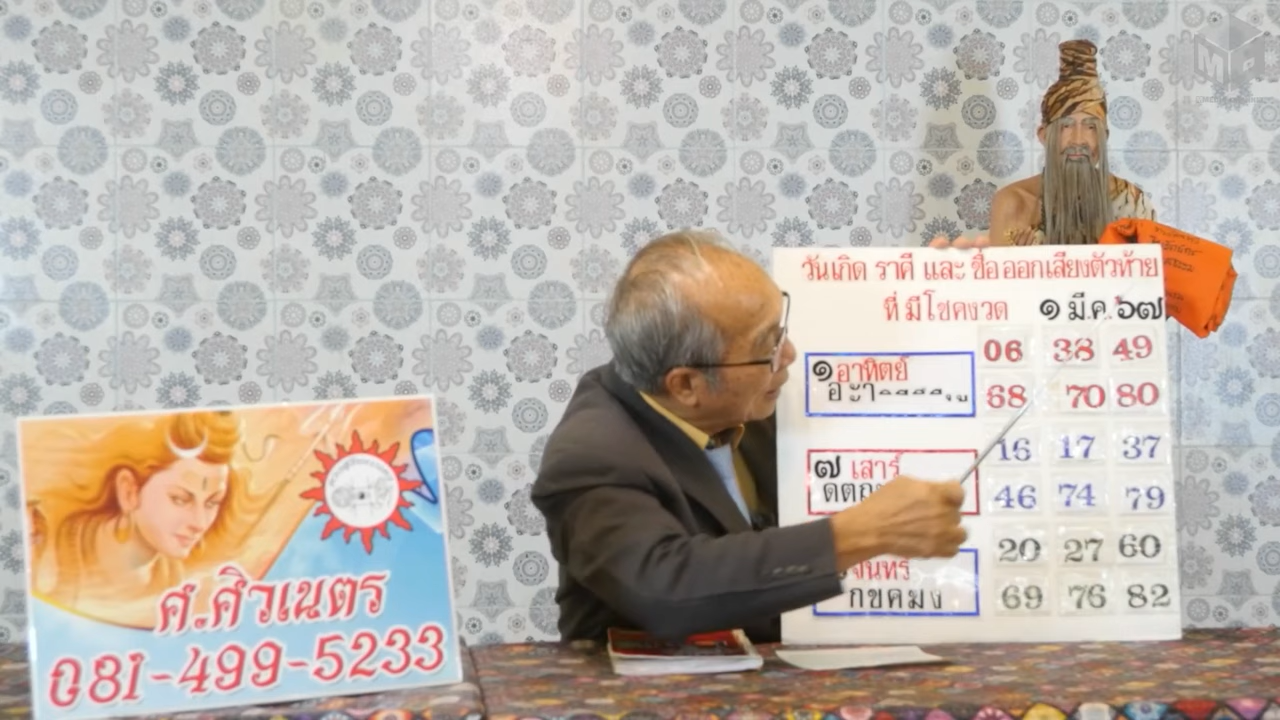 วันเกิด ราศี และ ชื่อ ออกเสียงตัวท้าย
ที่ มีโชคงวด ๑ มี.ค.๖๗
๑อาทิตย์
06 38 49
68 70 80
๗ เสาร์
16 17 37
46 74 79
จันทร์
กขคฆง
20 27 60
69 76 82
ศ.ศิวเนตร
081-499-5233